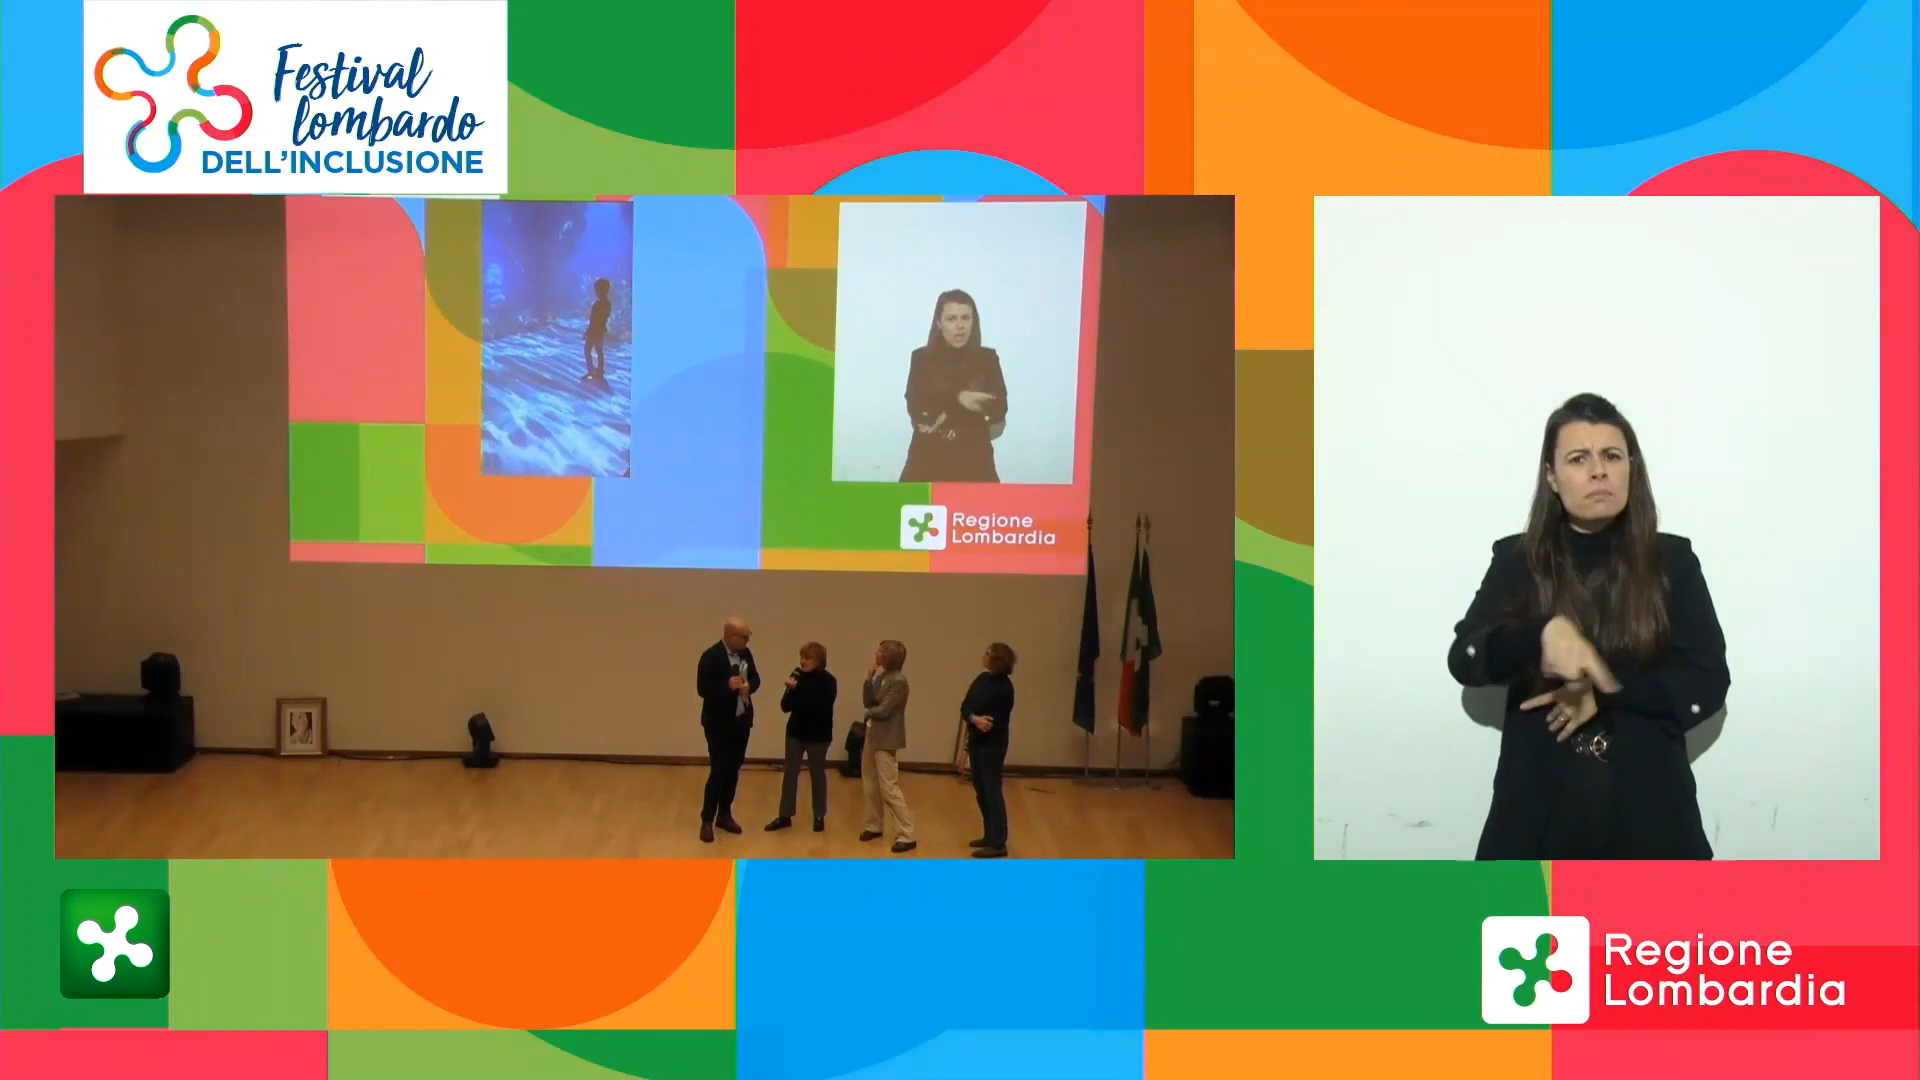 Festival
lombardo
DELL'INCLUSIONE
Regione
Lombardia
Regione
Lombardia